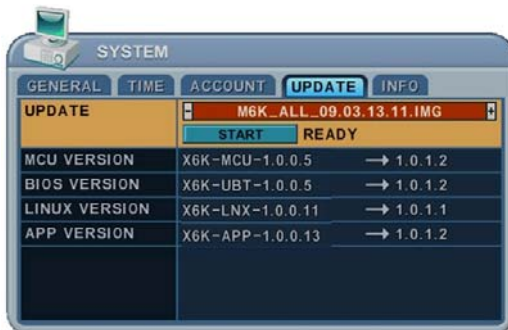 SYSTEM
GENERAL TIME ACCOUNT UPDATE INFO
UPDATE - M6K_ALL_09.03.13.11.IMG +
START READY
MCU VERSION X6K-MCU-1.0.0.5 → 1.0.1.2
BIOS VERSION X6K-UBT-1.0.0.5 → 1.0.1.2
LINUX VERSION X6K-LNX-1.0.0.11 → 1.0.1.1
APP VERSION X6K-APP-1.0.0.13 → 1.0.1.2